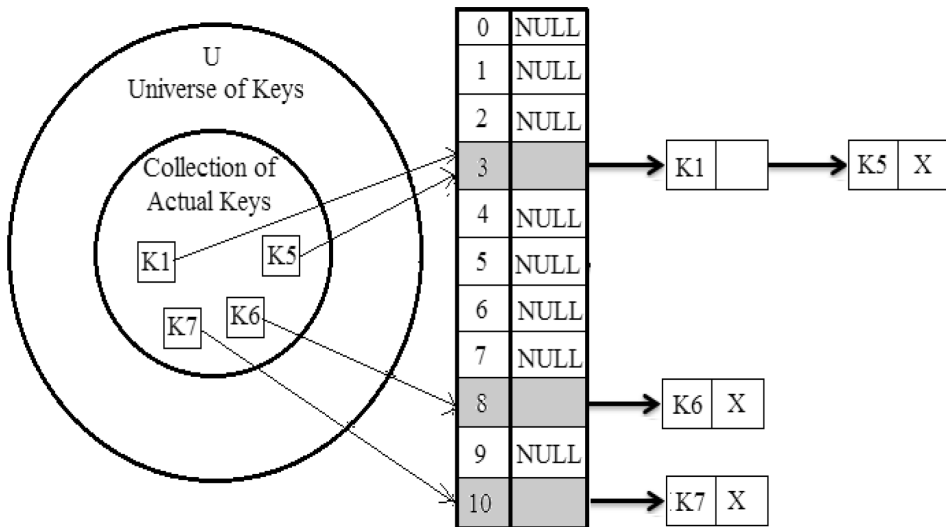 U
Universe of Keys
Collection of
Actual Keys
K1
K5
K6
K7
0 NULL
1 NULL
2 NULL
3
4 NULL
5 NULL
6 NULL
7 NULL
8
9 NULL
10
K1
K5 X
K6 X
K7 X